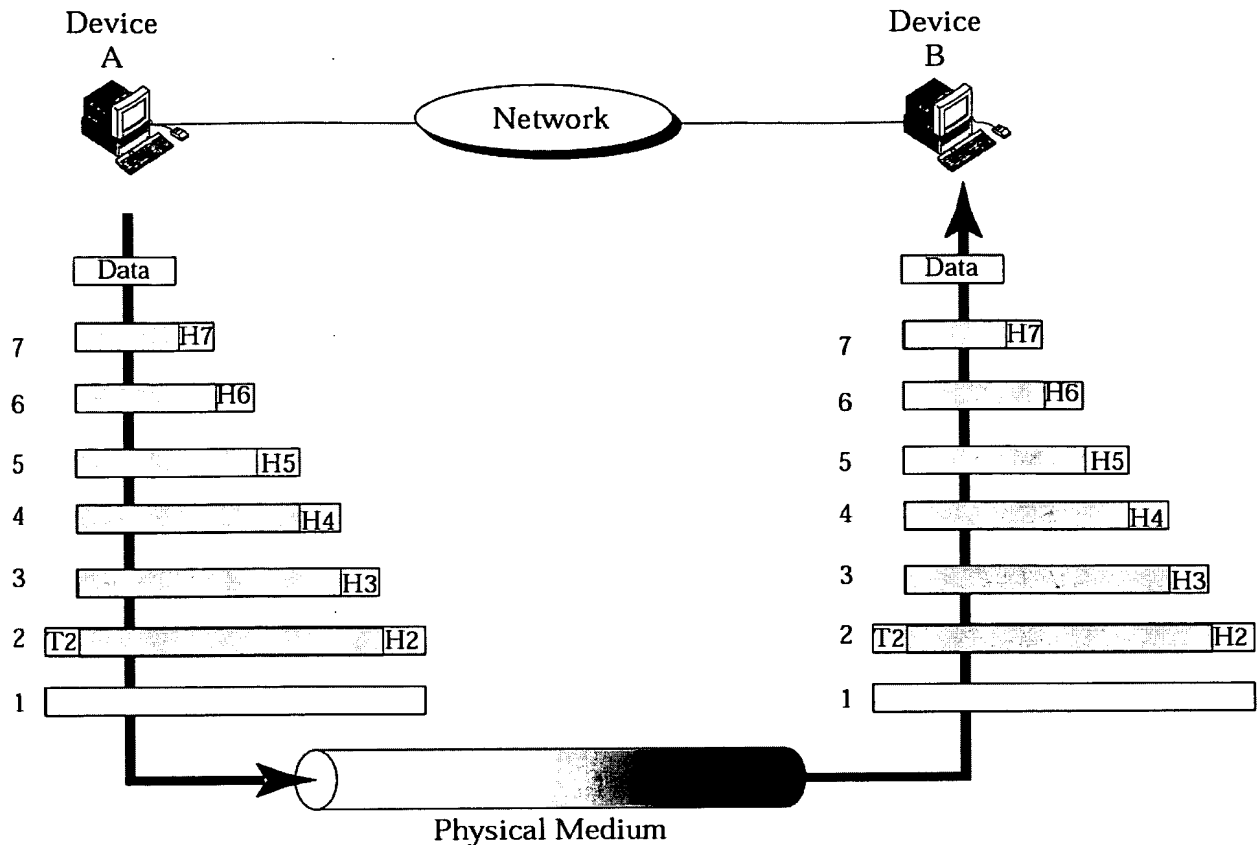 Device
A
Device
B
Network
Data
Data
7
H7
7
H7
6
H6
6
H6
5
H5
5
H5
4
H4
4
H4
3
H3
3
H3
2
T2
H2
2
T2
H2
1
1
Physical Medium